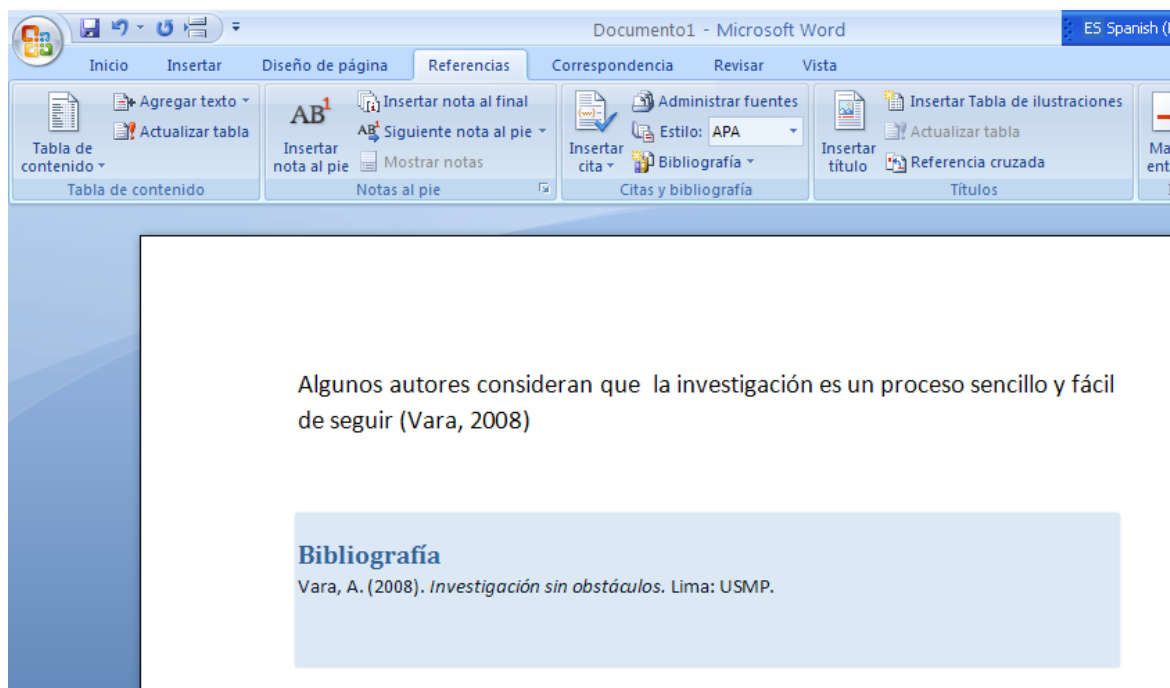 Documento1 - Microsoft Word
ES Spanish
Inicio Insertar Diseño de página Referencias Correspondencia Revisar Vista
Tabla de contenido
Agregar texto
Actualizar tabla
Tabla de contenido
AB1
Insertar nota al pie
Insertar nota al final
AB1 Siguiente nota al pie
Mostrar notas
Notas al pie
Insertar cita
Administrar fuentes
Estilo: APA
Bibliografía
Citas y bibliografía
Insertar título
Insertar Tabla de ilustraciones
Actualizar tabla
Referencia cruzada
Títulos
Algunos autores consideran que la investigación es un proceso sencillo y fácil
de seguir (Vara, 2008)
Bibliografía
Vara, A. (2008). Investigación sin obstáculos. Lima: USMP.